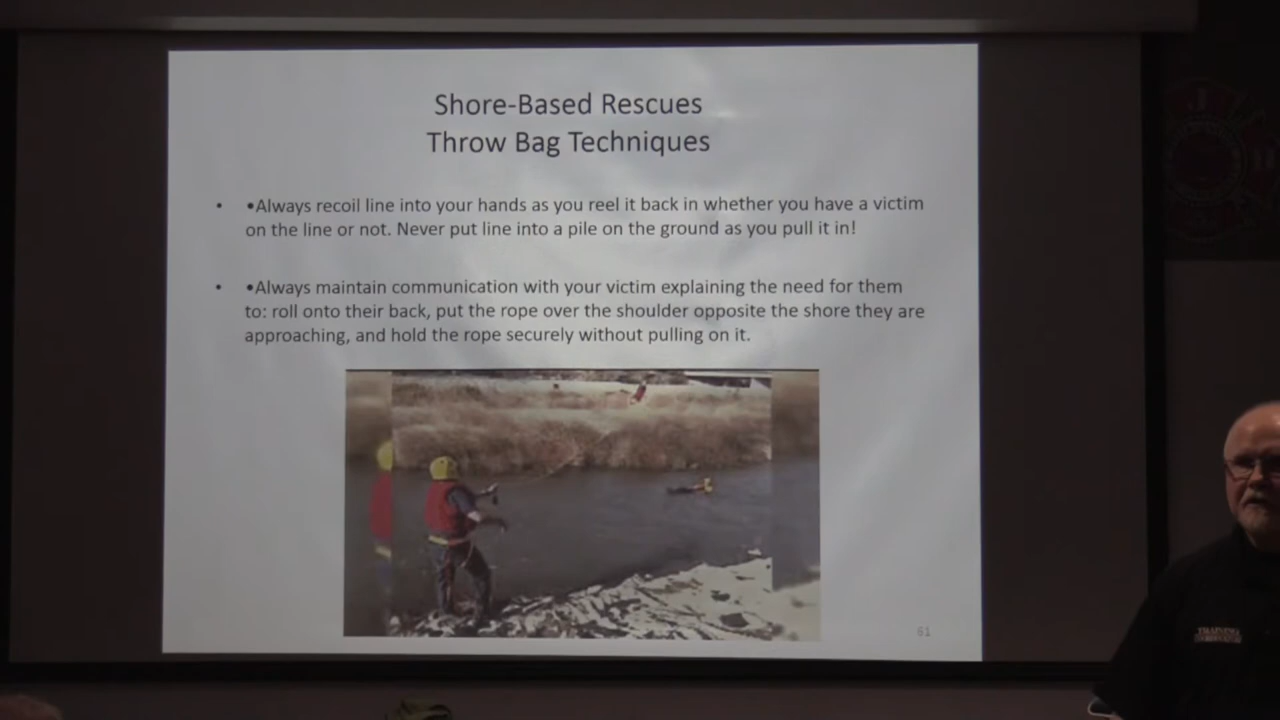 Shore-Based Rescues
Throw Bag Techniques
• •Always recoil line into your hands as you reel it back in whether you have a victim
on the line or not. Never put line into a pile on the ground as you pull it in!
• •Always maintain communication with your victim explaining the need for them
to: roll onto their back, put the rope over the shoulder opposite the shore they are
approaching, and hold the rope securely without pulling on it.
61
TRAINING